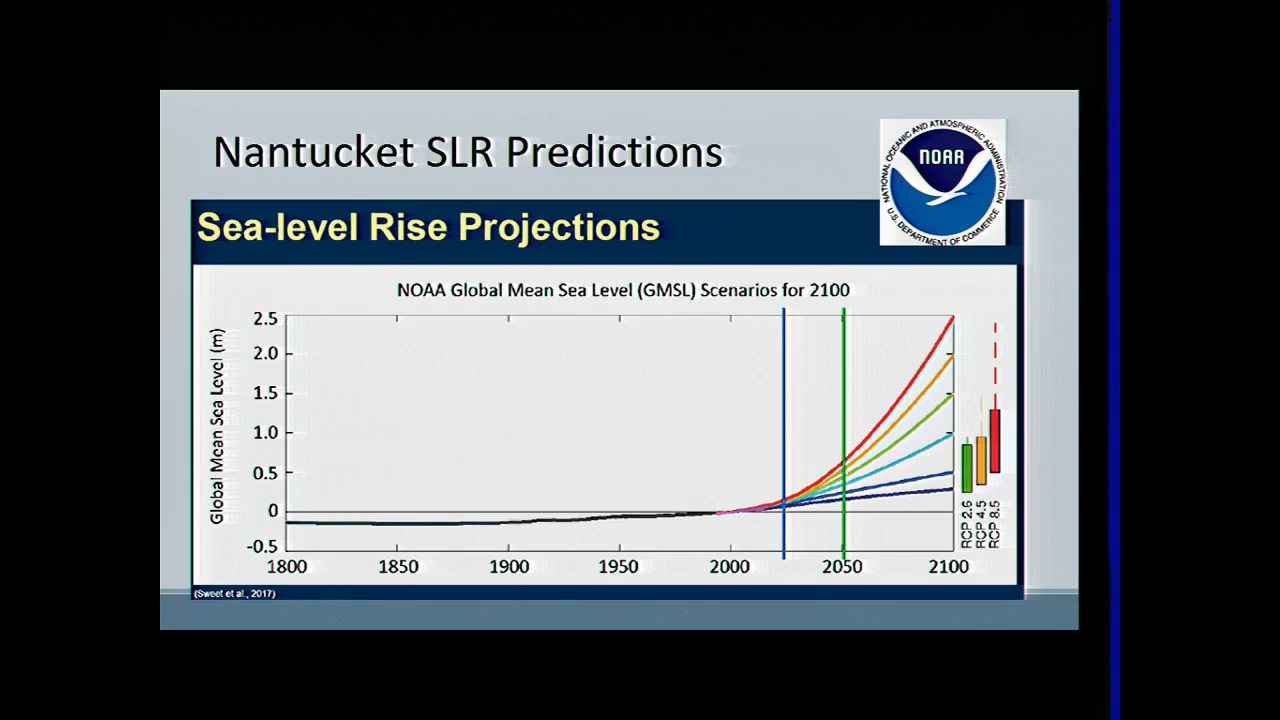 Nantucket SLR Predictions
NATIONAL OCEANIC AND ATMOSPHERIC ADMINISTRATION
NOAA
U.S. DEPARTMENT OF COMMERCE
Sea-level Rise Projections
NOAA Global Mean Sea Level (GMSL) Scenarios for 2100
Global Mean Sea Level (m)
2.5
2.0
1.5
1.0
0.5
0
-0.5
1800 1850 1900 1950 2000 2050 2100
RCP 2.6
RCP 4.5
RCP 8.5
(Sweet et al., 2017)